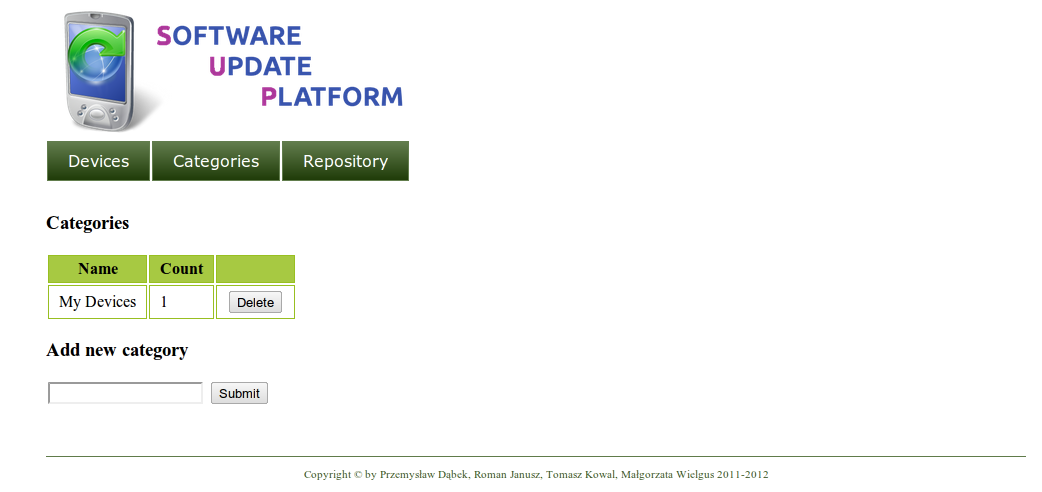 SOFTWARE
UPDATE
PLATFORM
Devices Categories Repository
Categories
Name Count
My Devices 1 Delete
Add new category
Submit
Copyright © by Przemysław Dąbek, Roman Janusz, Tomasz Kowal, Małgorzata Wielgus 2011-2012